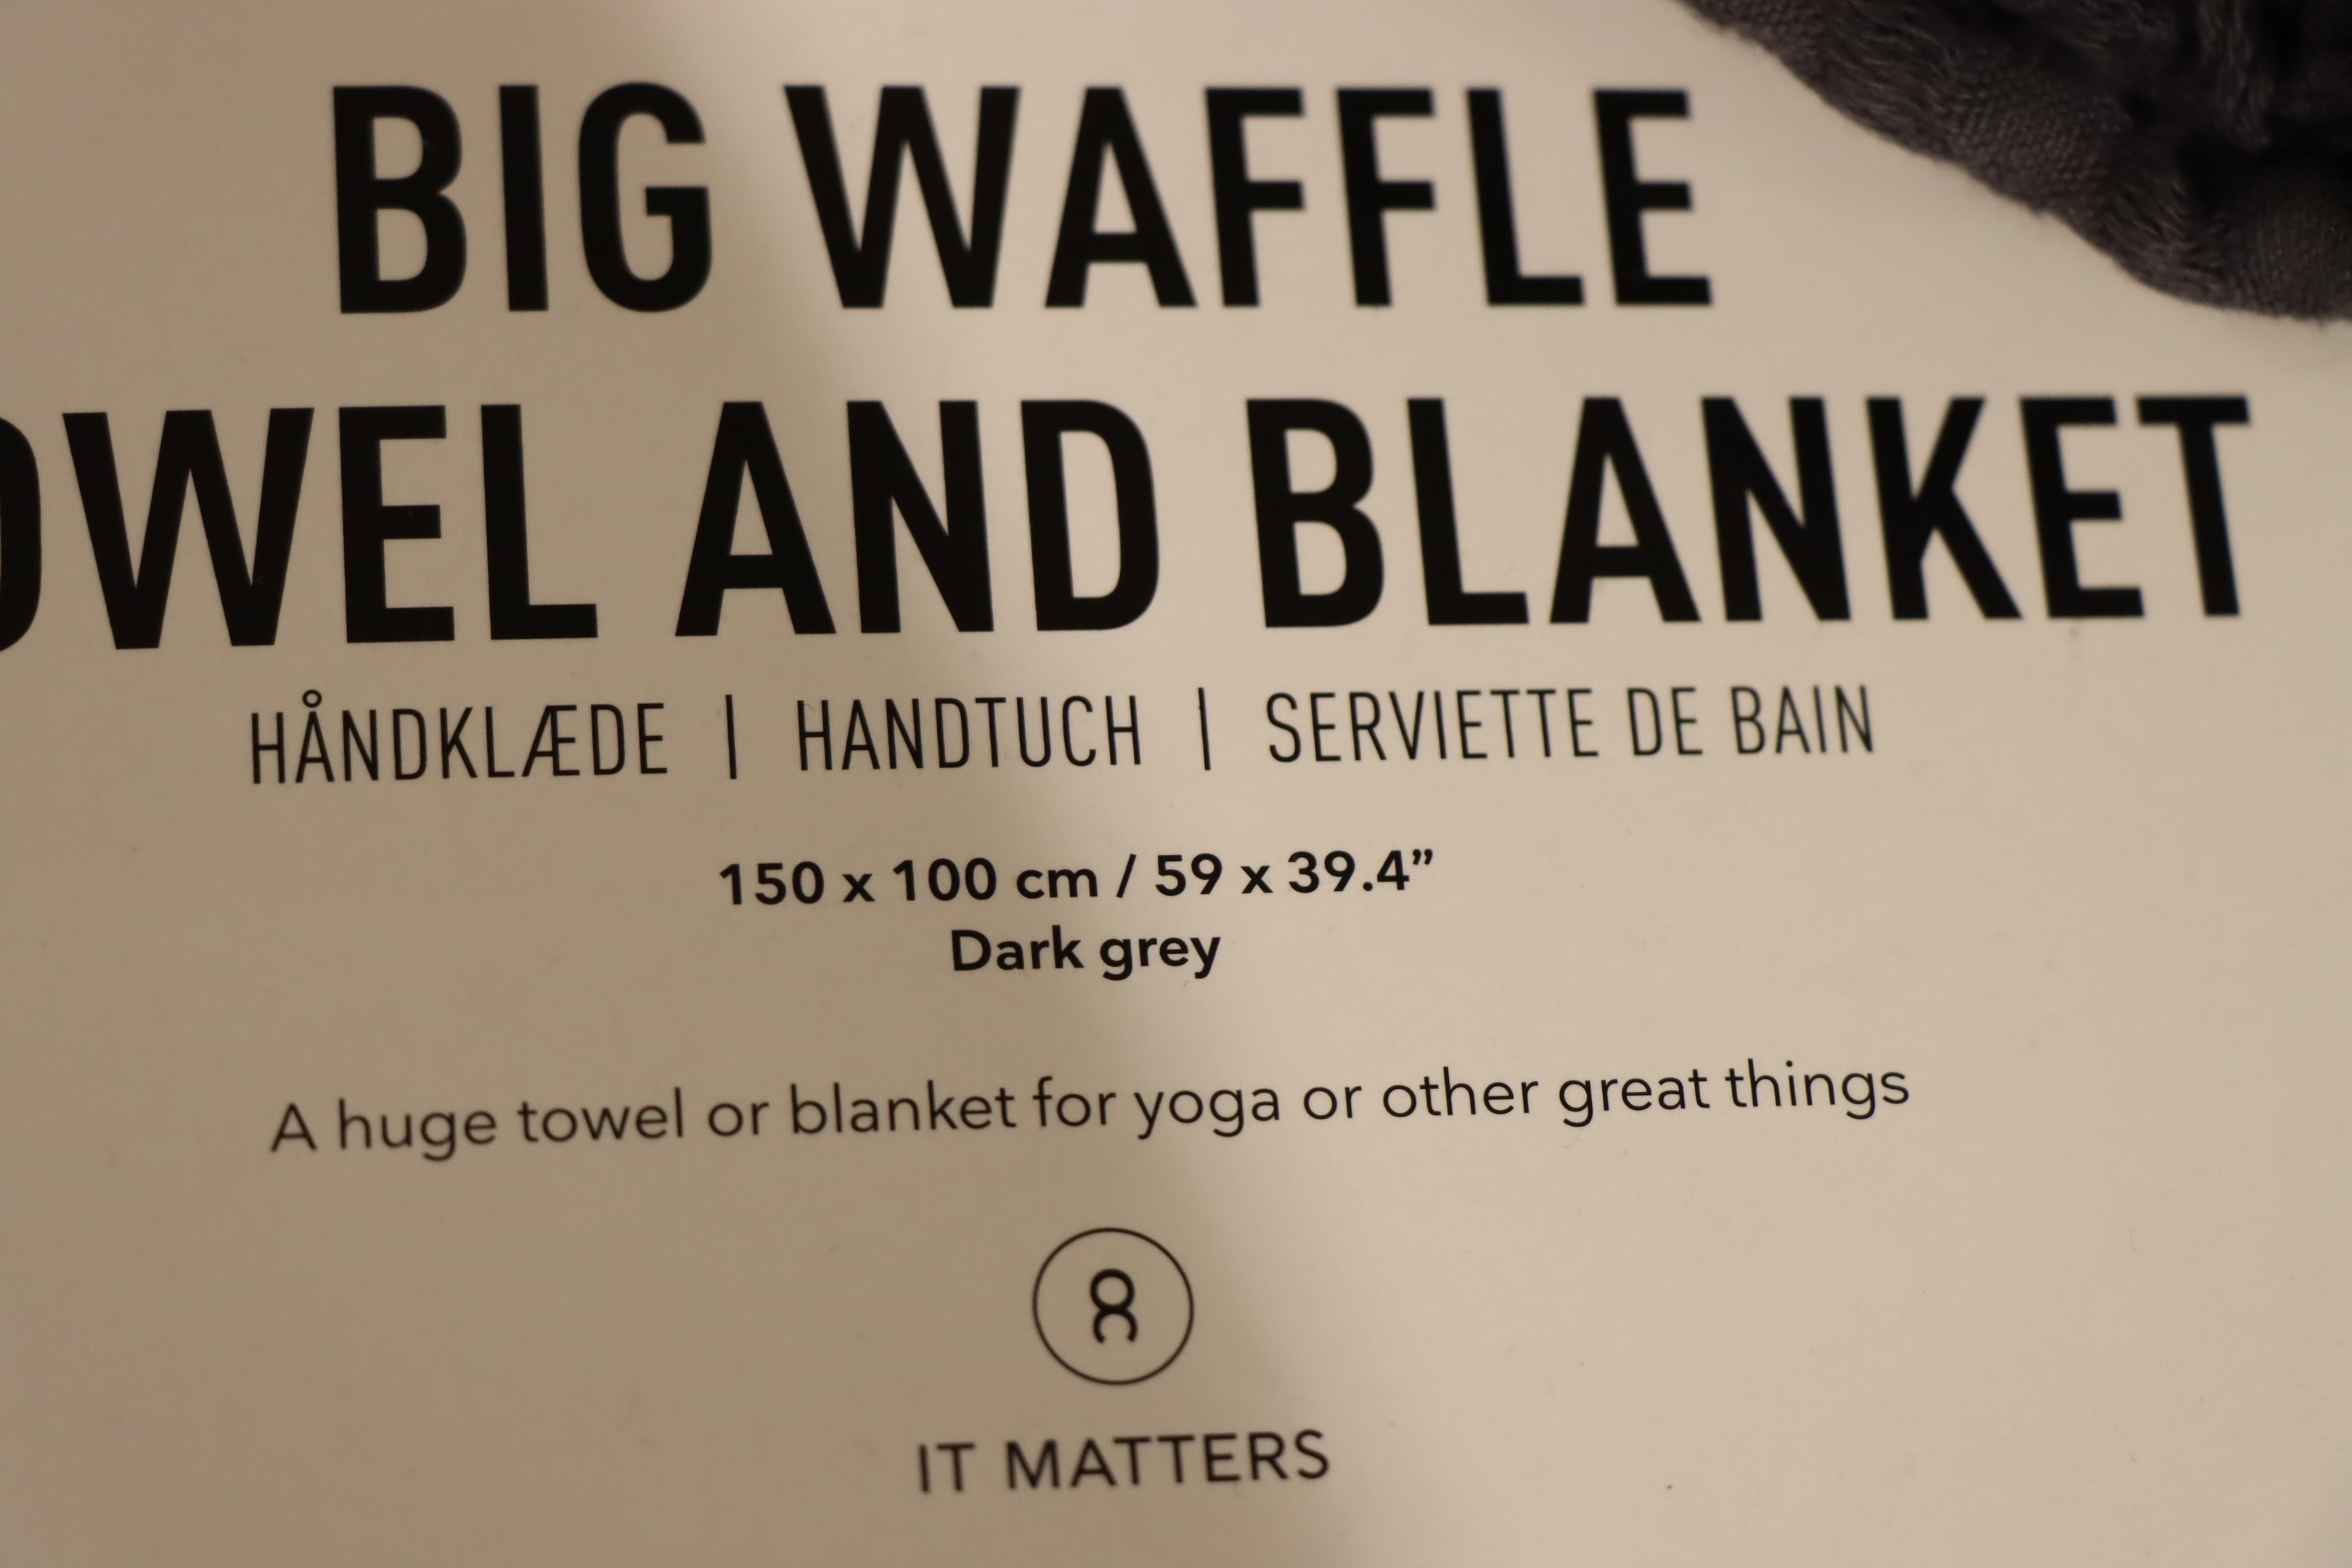 BIG WAFFLE
OWEL AND BLANKET
HÅNDKLÆDE | HANDTUCH | SERVIETTE DE BAIN
150 x 100 cm / 59 x 39.4”
Dark grey
A huge towel or blanket for yoga or other great things
IT MATTERS